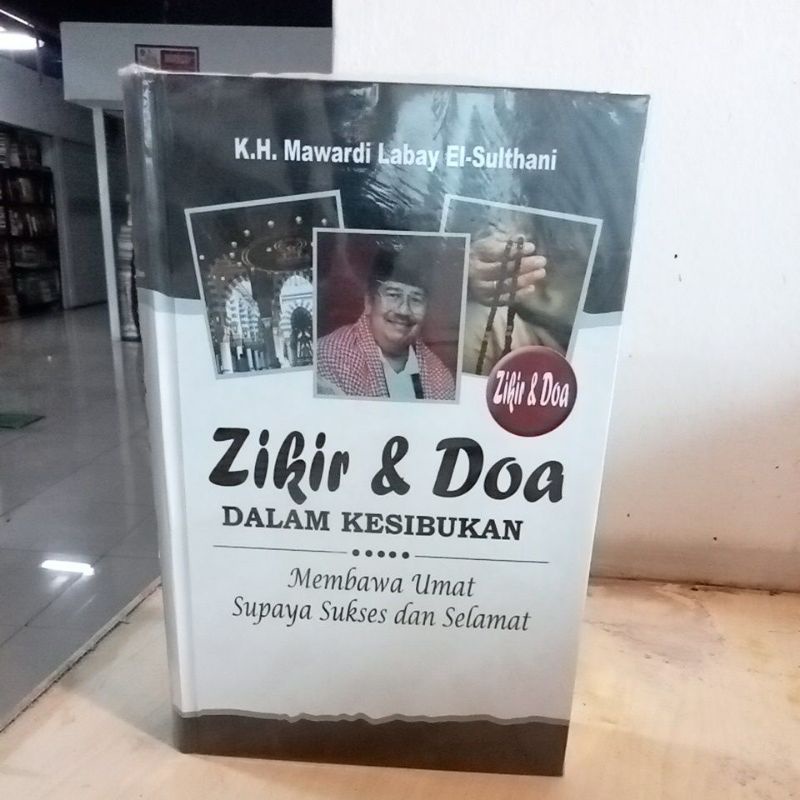 K.H. Mawardi Labay El-Sulthani
Zikir & Doa
Zikir & Doa
DALAM KESIBUKAN
Membawa Umat
Supaya Sukses dan Selamat